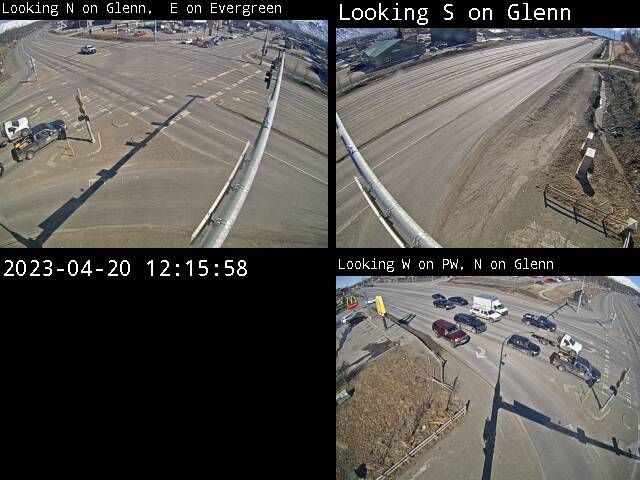 Looking N on Glenn,  E on Evergreen
Looking S on Glenn
2023-04-20 12:15:58
Looking W on PW, N on Glenn